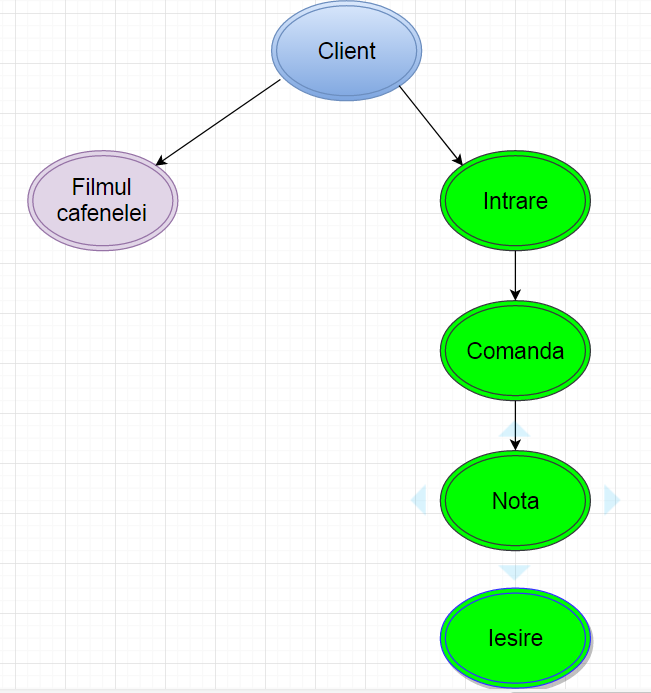 Client
Filmul
cafenelei
Intrare
Comanda
Nota
Iesire